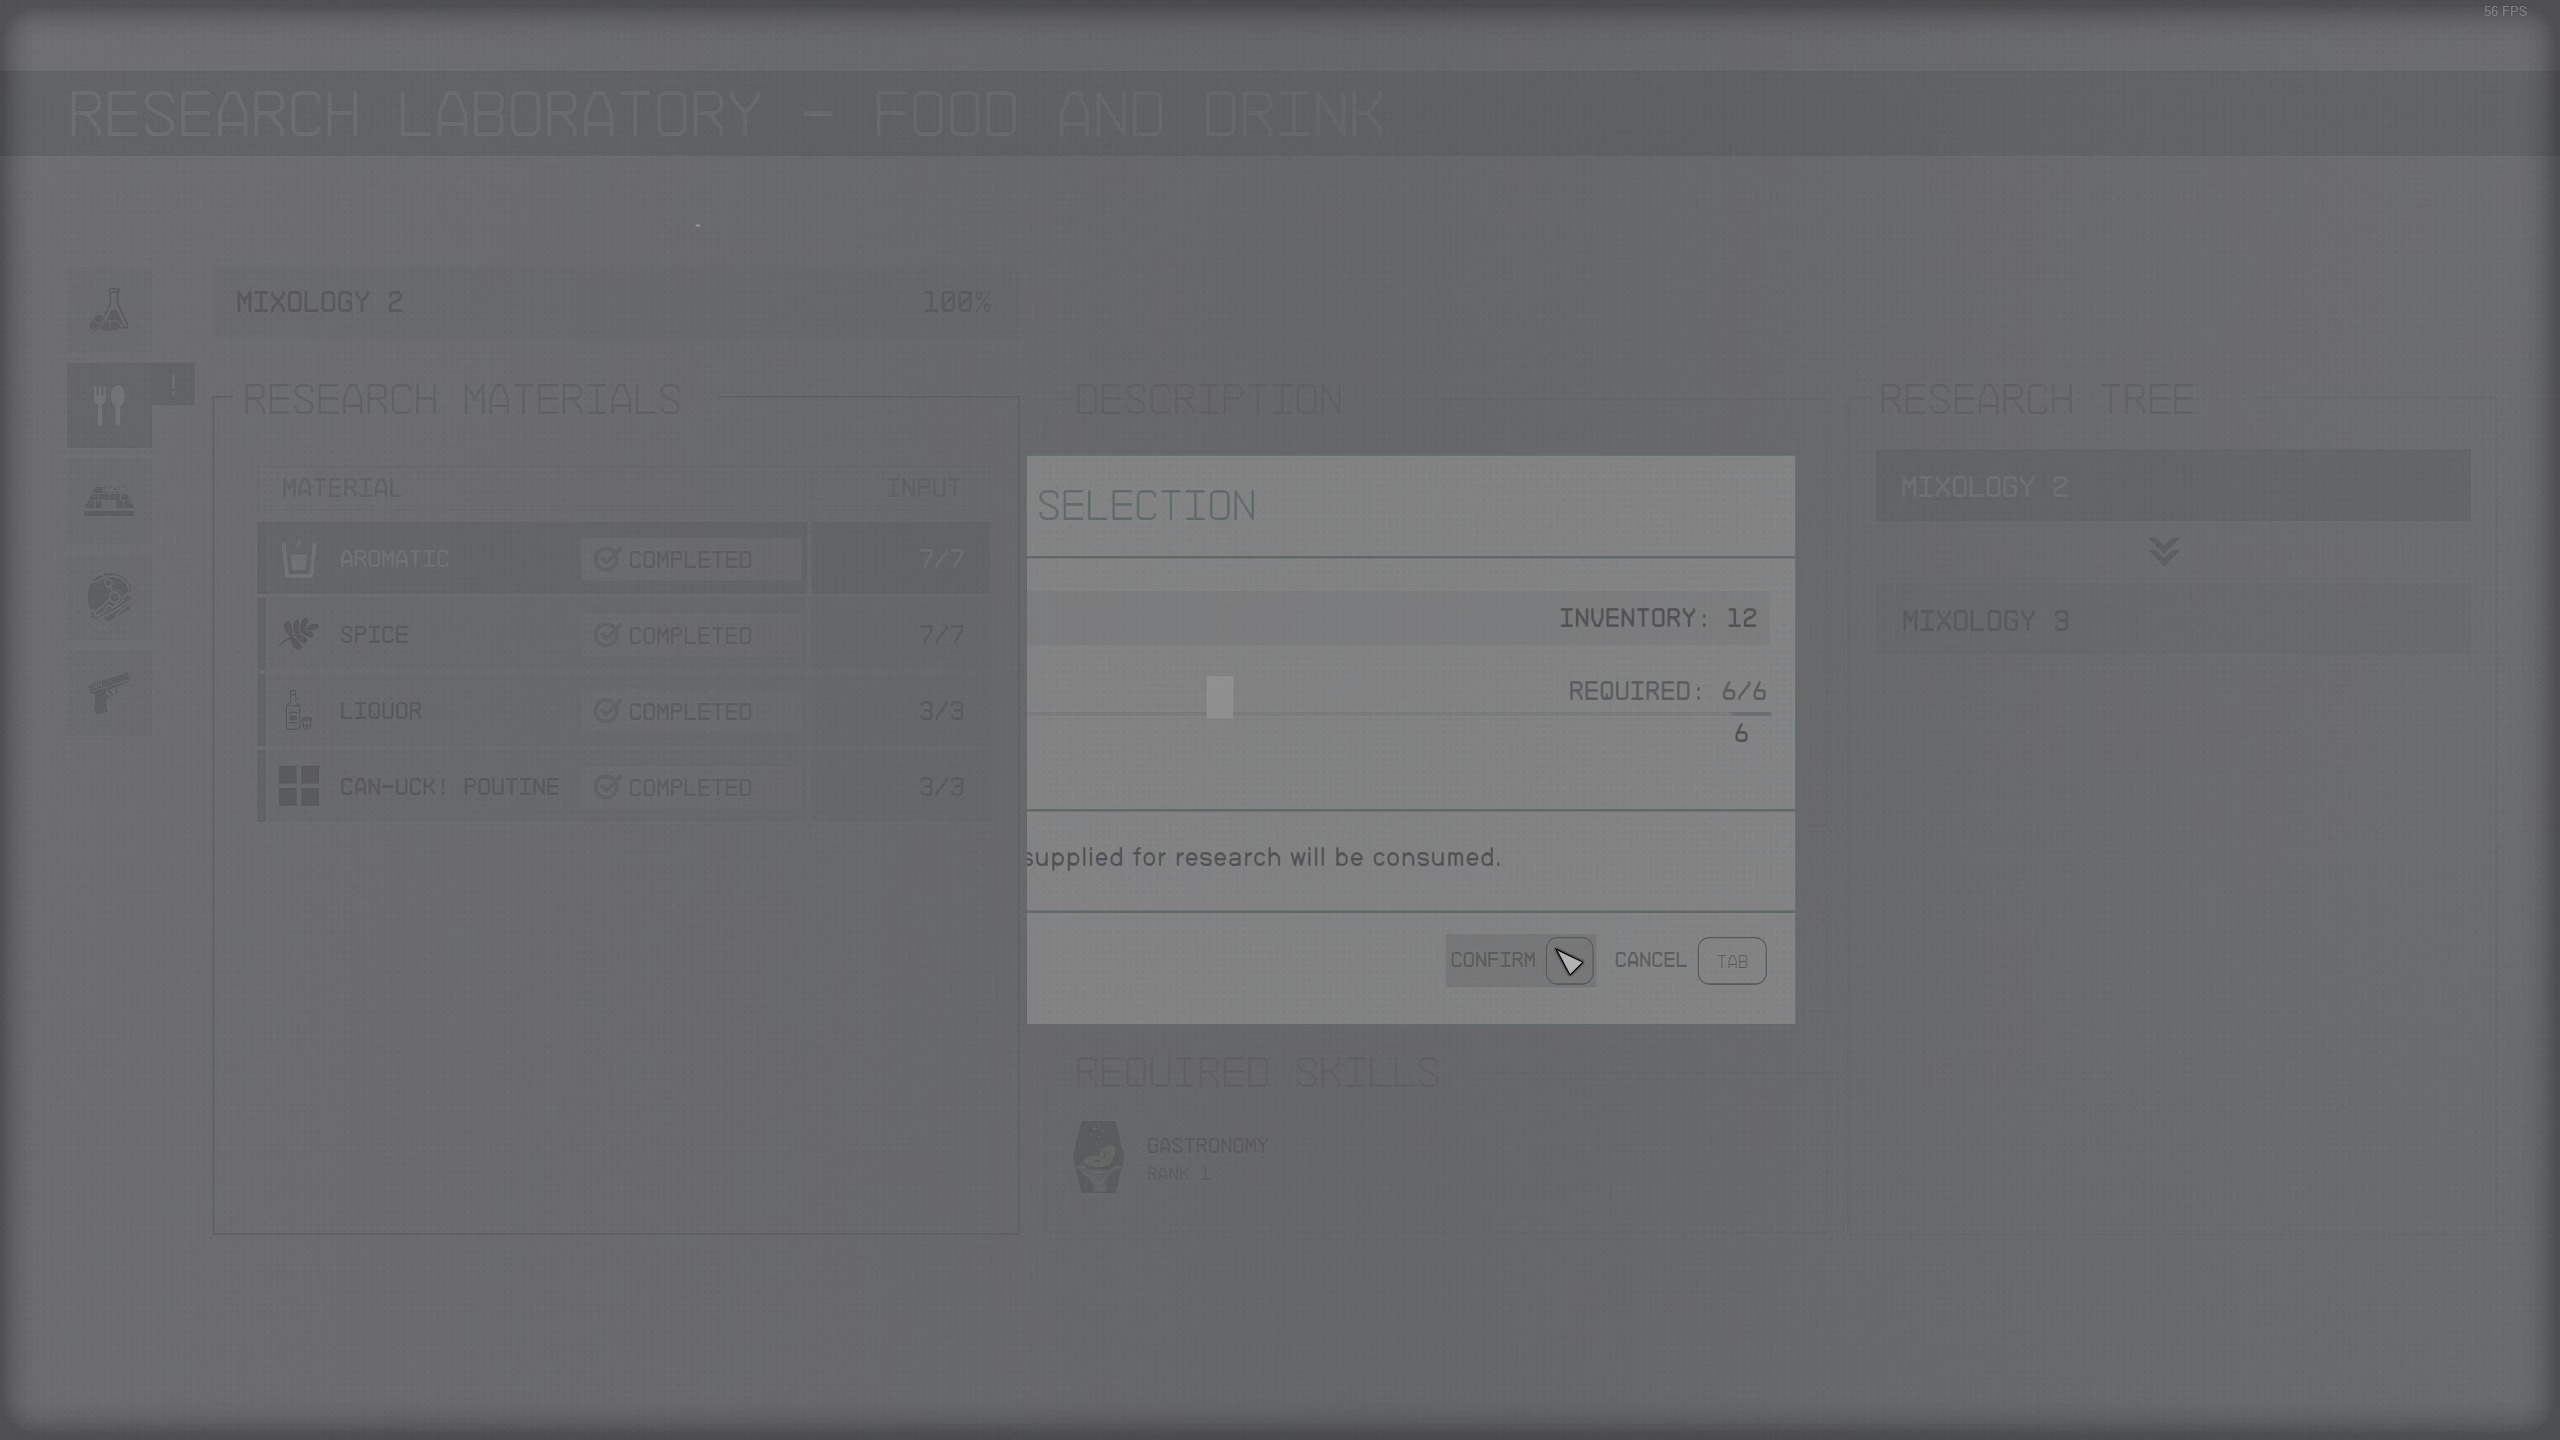 56 FPS
RESEARCH LABORATORY - FOOD AND DRINK
MIXOLOGY 2 100%
!
RESEARCH MATERIALS
MATERIAL INPUT
AROMATIC COMPLETED 7/7
SPICE COMPLETED 7/7
LIQUOR COMPLETED 3/3
CAN-UCK! POUTINE COMPLETED 3/3
DESCRIPTION
SELECTION
INVENTORY: 12
REQUIRED: 6/6
6
supplied for research will be consumed.
CONFIRM CANCEL TAB
REQUIRED SKILLS
GASTRONOMY
RANK 1
RESEARCH TREE
MIXOLOGY 2
MIXOLOGY 3